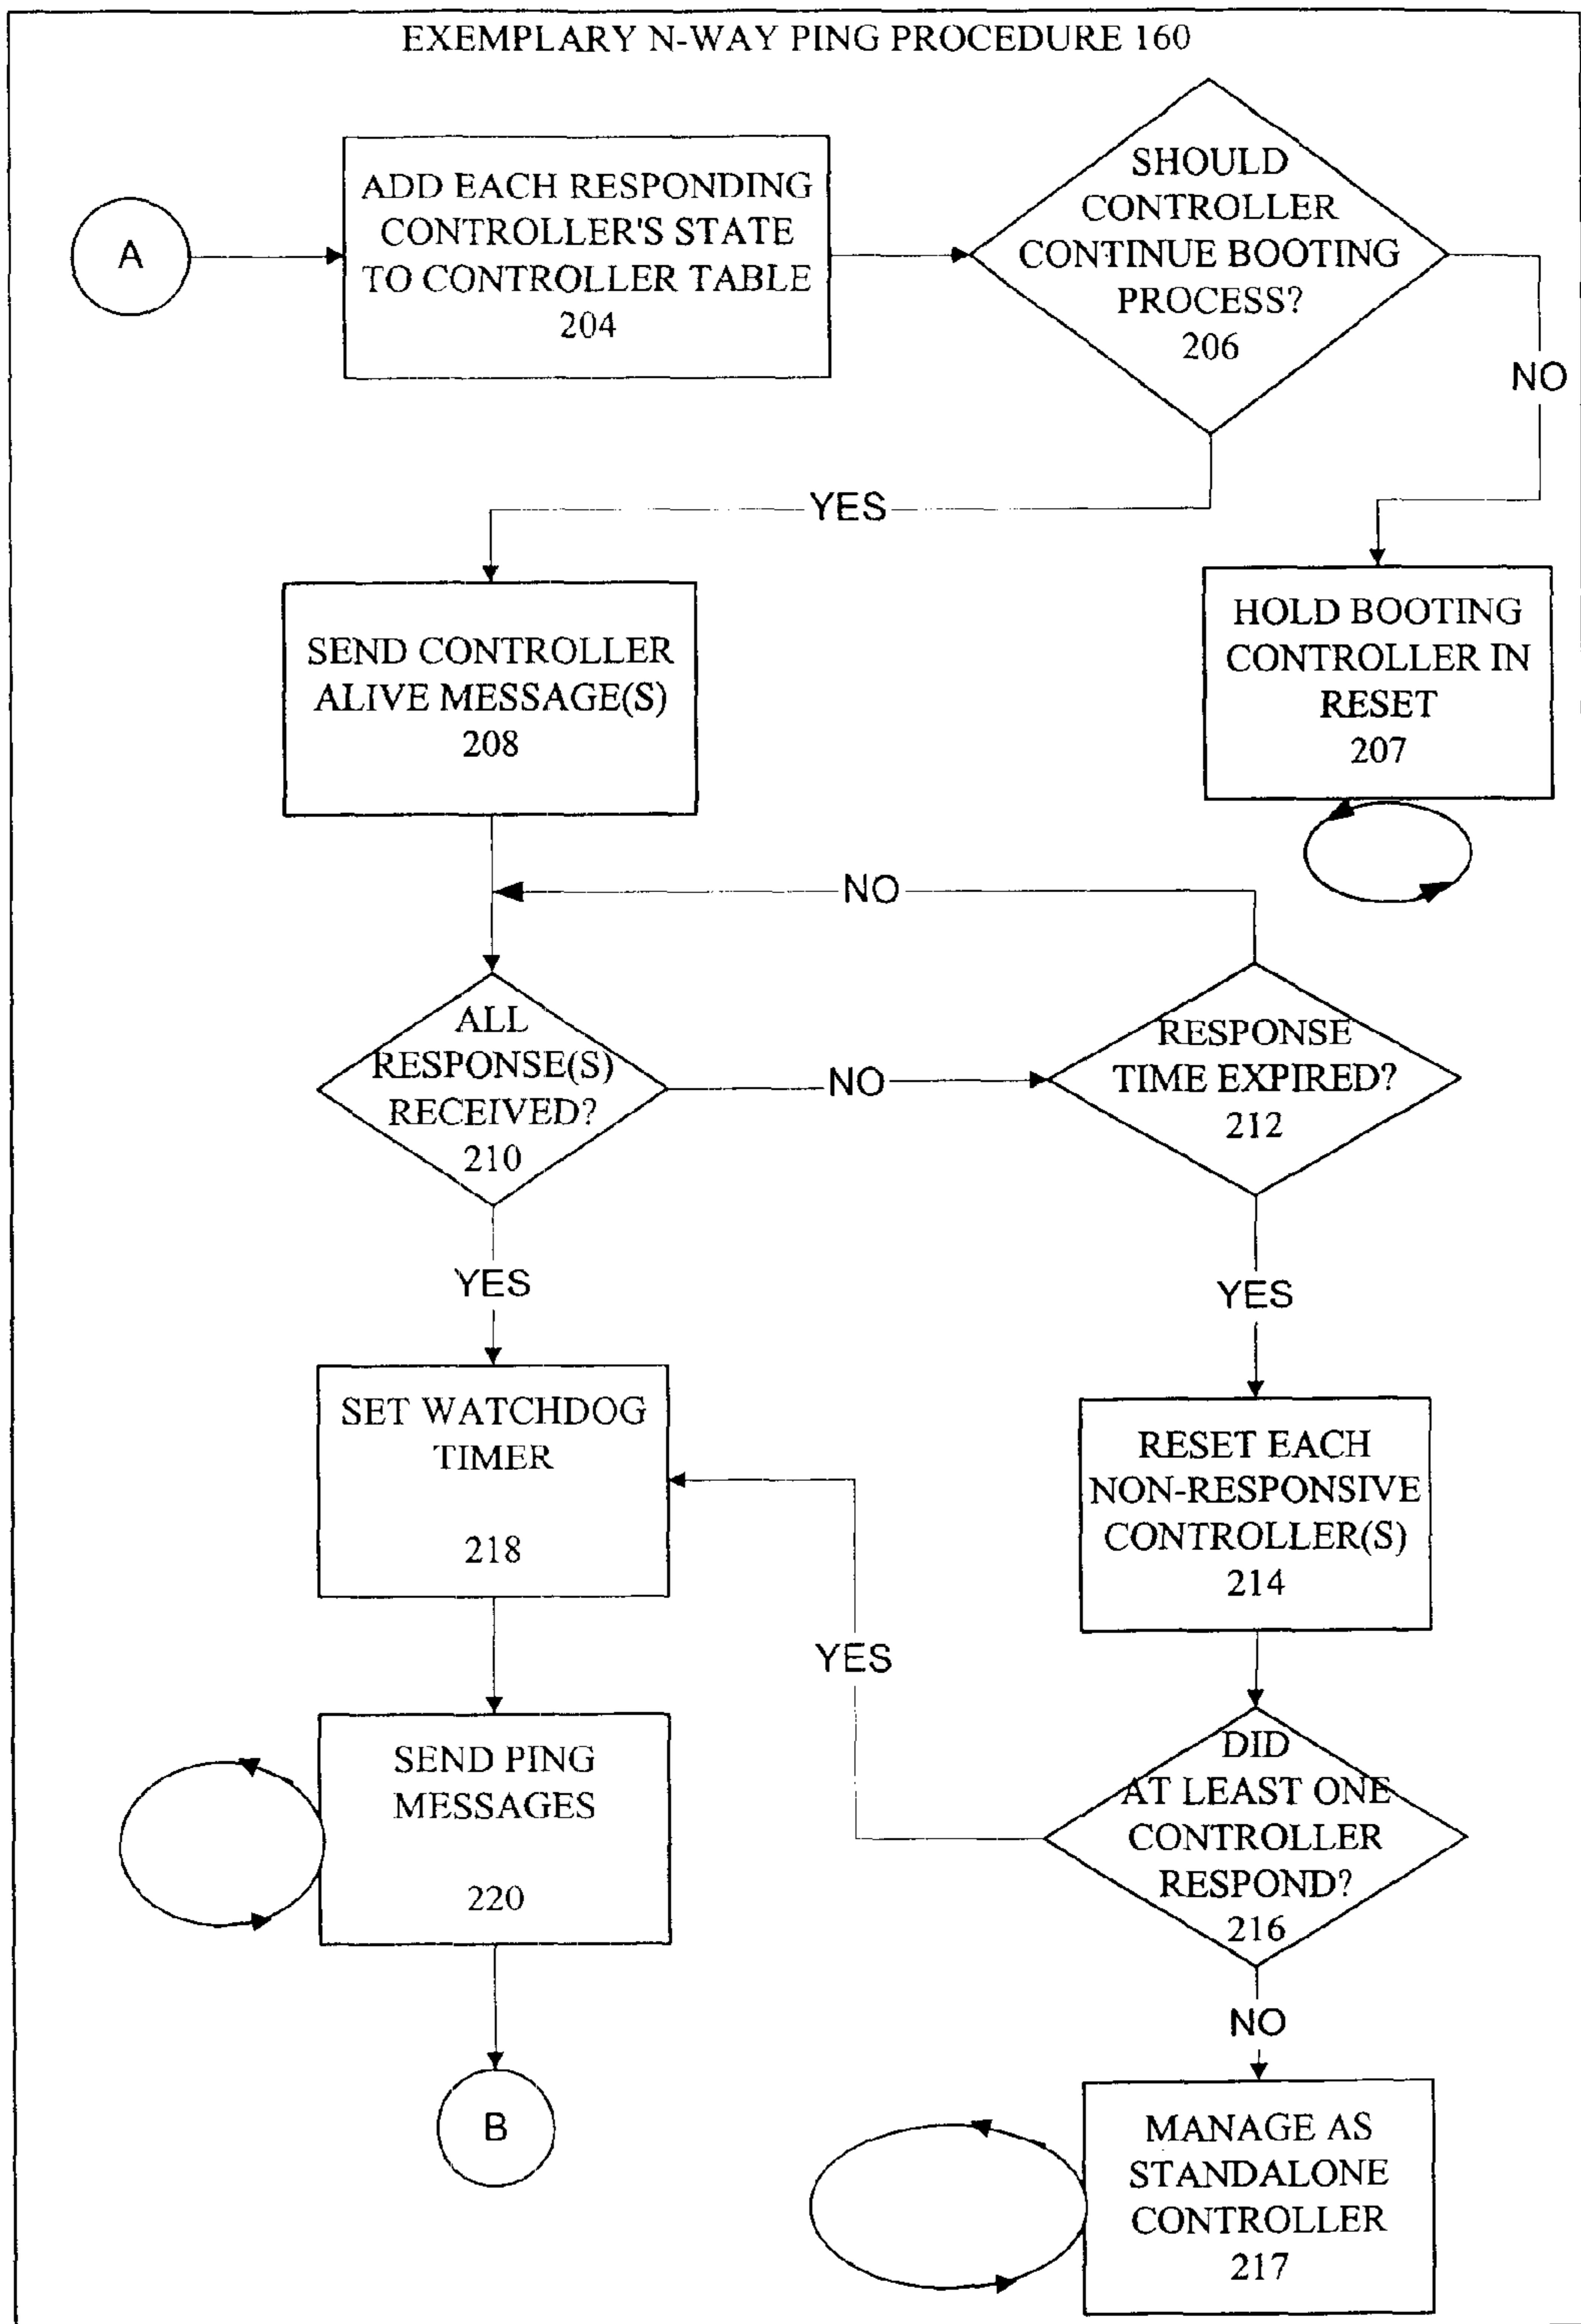 EXEMPLARY N-WAY PING PROCEDURE 160
A
ADD EACH RESPONDING
CONTROLLER'S STATE
TO CONTROLLER TABLE
204
SHOULD
CONTROLLER
CONTINUE BOOTING
PROCESS?
206
NO
YES
SEND CONTROLLER
ALIVE MESSAGE(S)
208
HOLD BOOTING
CONTROLLER IN
RESET
207
NO
ALL
RESPONSE(S)
RECEIVED?
210
NO
RESPONSE
TIME EXPIRED?
212
YES
YES
SET WATCHDOG
TIMER
218
RESET EACH
NON-RESPONSIVE
CONTROLLER(S)
214
YES
SEND PING
MESSAGES
220
DID
AT LEAST ONE
CONTROLLER
RESPOND?
216
NO
B
MANAGE AS
STANDALONE
CONTROLLER
217